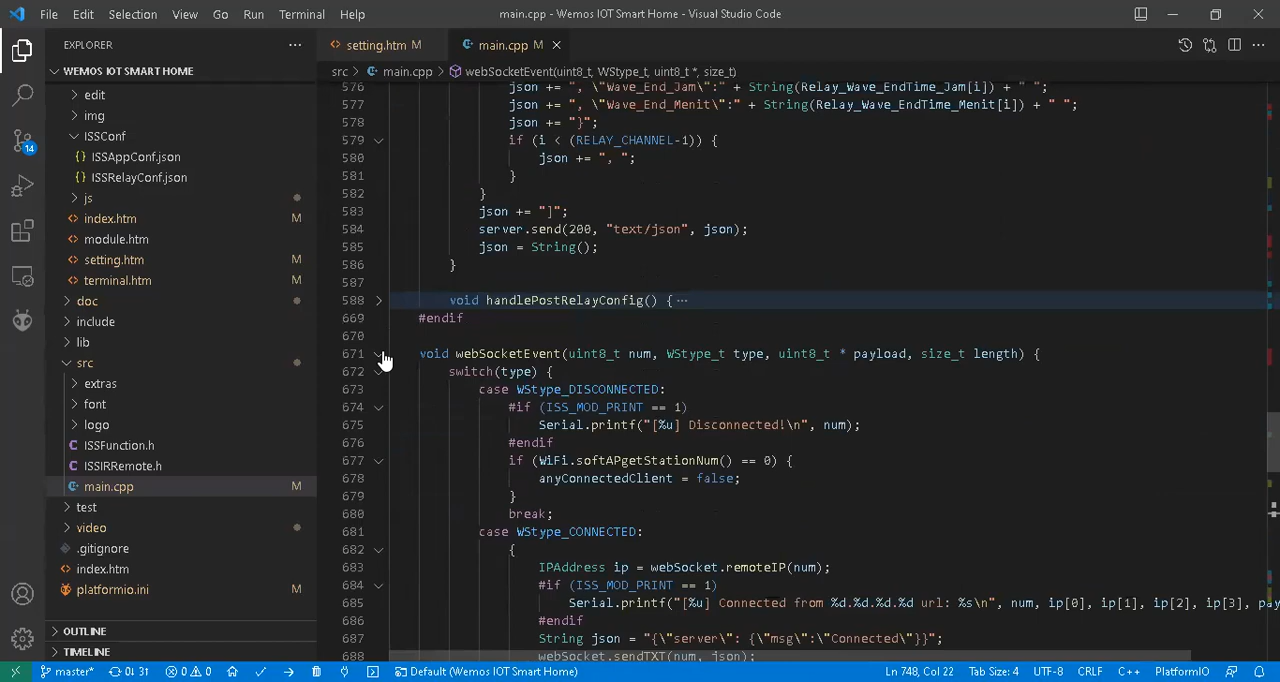 File Edit Selection View Go Run Terminal Help main.cpp - Wemos IOT Smart Home - Visual Studio Code
EXPLORER
setting.htm M
main.cpp M
WEMOS IOT SMART HOME
src > main.cpp > webSocketEvent(uint8_t, WStype_t, uint8_t *, size_t)
edit
img
ISSConf
ISSAppConf.json
ISSRelayConf.json
js
index.htm M
module.htm
setting.htm M
terminal.htm M
doc
include
lib
src
extras
font
logo
ISSFunction.h
ISSIRRemote.h
main.cpp M
test
video
.gitignore
index.htm
platformio.ini M
OUTLINE
TIMELINE
14
576 json += ", \"Wave_End_Jam\":" + String(Relay_Wave_EndTime_Jam[i]) + " ";
577 json += ", \"Wave_End_Menit\":" + String(Relay_Wave_EndTime_Menit[i]) + " ";
578 json += "}";
579 if (i < (RELAY_CHANNEL-1)) {
580 json += ", ";
581 }
582 }
583 json += "]";
584 server.send(200, "text/json", json);
585 json = String();
586 }
587
588 void handlePostRelayConfig() { ⋯
669 #endif
670
671 void webSocketEvent(uint8_t num, WStype_t type, uint8_t * payload, size_t length) {
672 switch(type) {
673 case WStype_DISCONNECTED:
674 #if (ISS_MOD_PRINT == 1)
675 Serial.printf("[%u] Disconnected!\n", num);
676 #endif
677 if (WiFi.softAPgetStationNum() == 0) {
678 anyConnectedClient = false;
679 }
680 break;
681 case WStype_CONNECTED:
682 {
683 IPAddress ip = webSocket.remoteIP(num);
684 #if (ISS_MOD_PRINT == 1)
685 Serial.printf("[%u] Connected from %d.%d.%d.%d url: %s\n", num, ip[0], ip[1], ip[2], ip[3], pay
686 #endif
687 String json = "{\"server\": {\"msg\":\"Connected\"}}";
688 webSocket.sendTXT(num, json);
master* 0↓ 31↑ 0 0 Default (Wemos IOT Smart Home) Ln 748, Col 22 Tab Size: 4 UTF-8 CRLF C++ PlatformIO